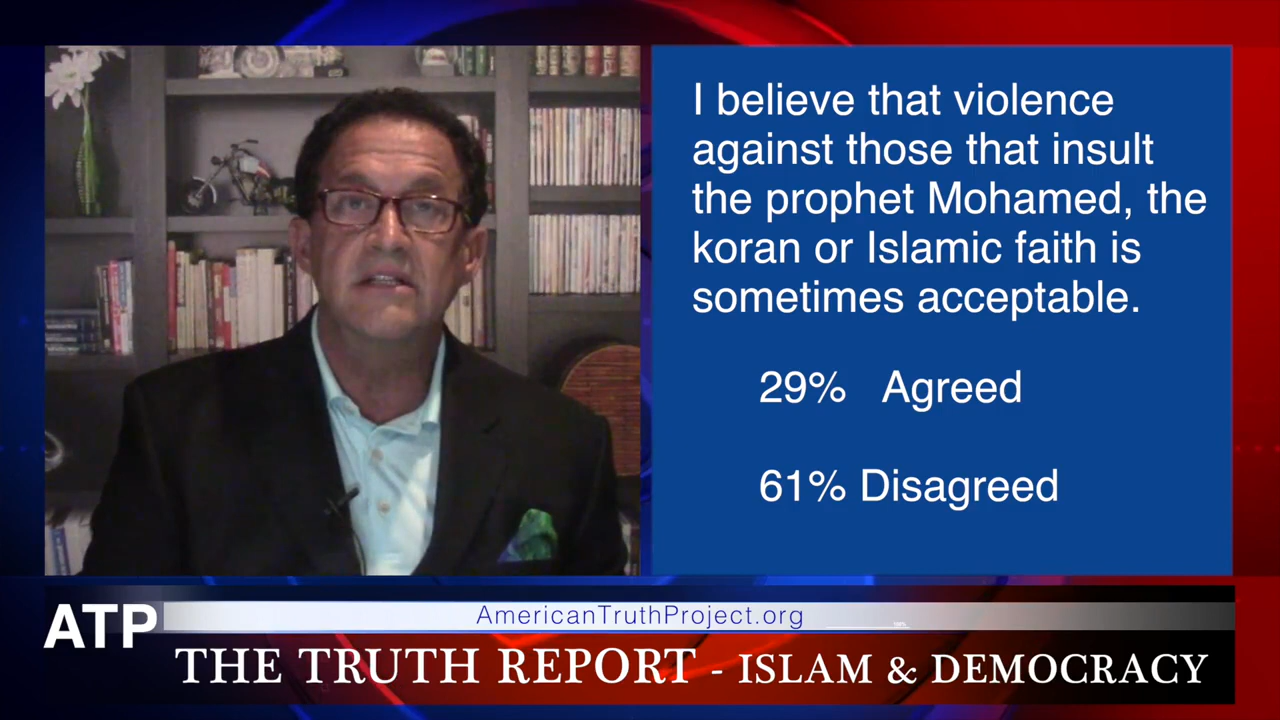 I believe that violence
against those that insult
the prophet Mohamed, the
koran or Islamic faith is
sometimes acceptable.
29% Agreed
61% Disagreed
ATP
AmericanTruthProject.org
THE TRUTH REPORT - ISLAM & DEMOCRACY